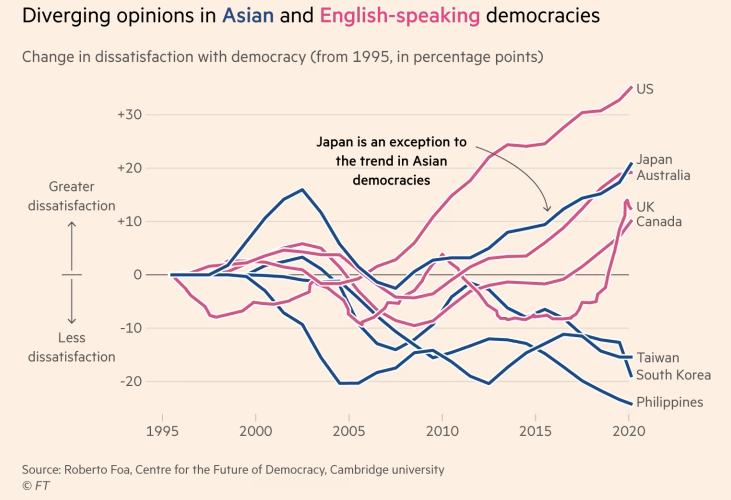 Diverging opinions in Asian and English-speaking democracies
Change in dissatisfaction with democracy (from 1995, in percentage points)
US
+30
Japan is an exception to
the trend in Asian
democracies
+20
Japan
Australia
Greater
dissatisfaction
+10
UK
Canada
0
-10
Less
dissatisfaction
Taiwan
South Korea
-20
Philippines
1995
2000
2005
2010
2015
2020
Source: Roberto Foa, Centre for the Future of Democracy, Cambridge university
© FT